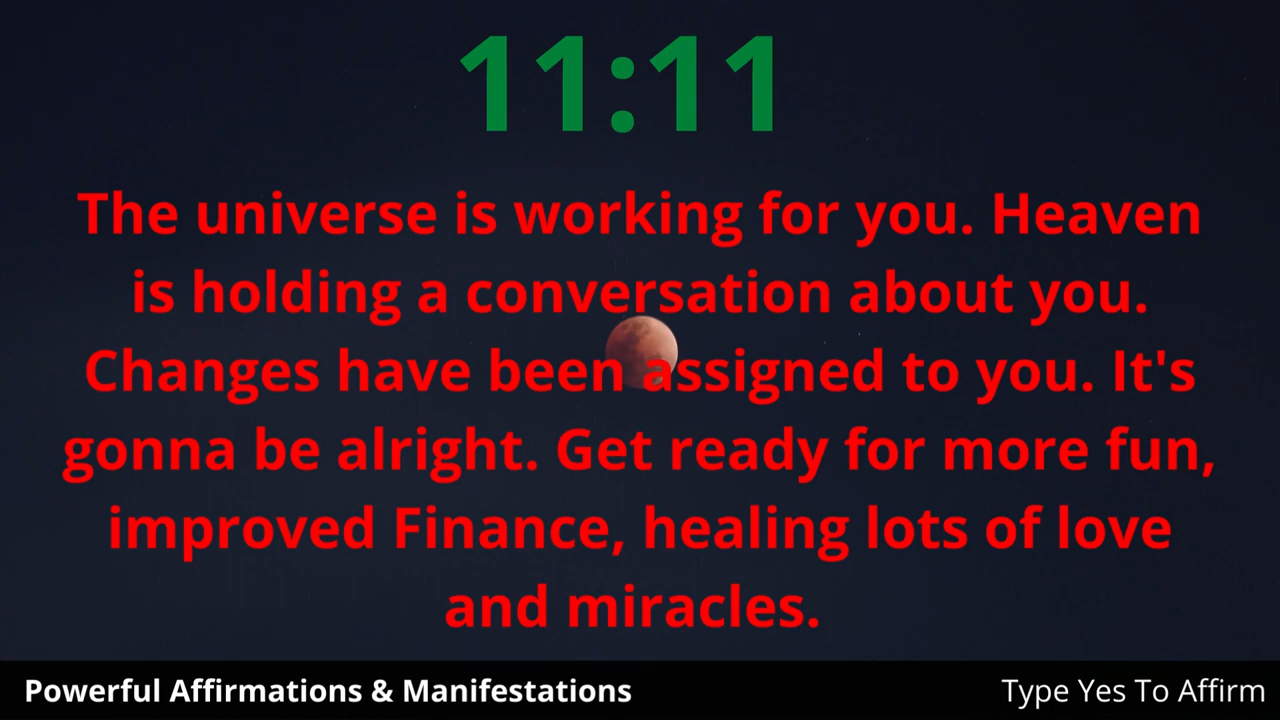 11:11
The universe is working for you. Heaven
is holding a conversation about you.
Changes have been assigned to you. It's
gonna be alright. Get ready for more fun,
improved Finance, healing lots of love
and miracles.
Powerful Affirmations & Manifestations
Type Yes To Affirm